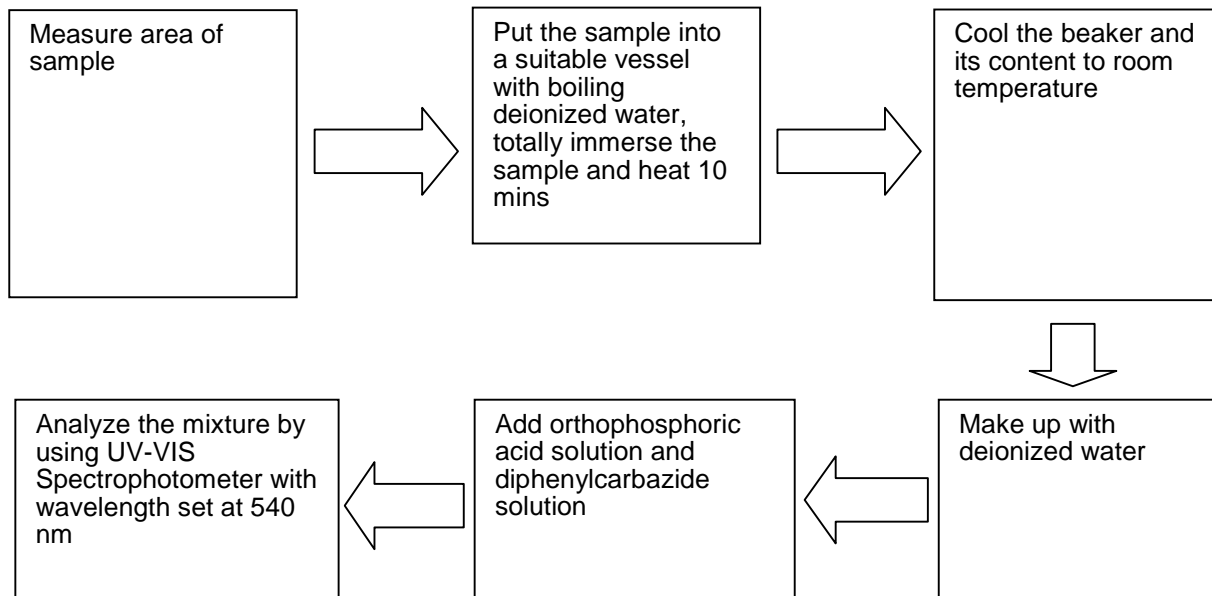 Measure area of
sample
Put the sample into
a suitable vessel
with boiling
deionized water,
totally immerse the
sample and heat 10
mins
Cool the beaker and
its content to room
temperature
Make up with
deionized water
Add orthophosphoric
acid solution and
diphenylcarbazide
solution
Analyze the mixture by
using UV-VIS
Spectrophotometer with
wavelength set at 540
nm